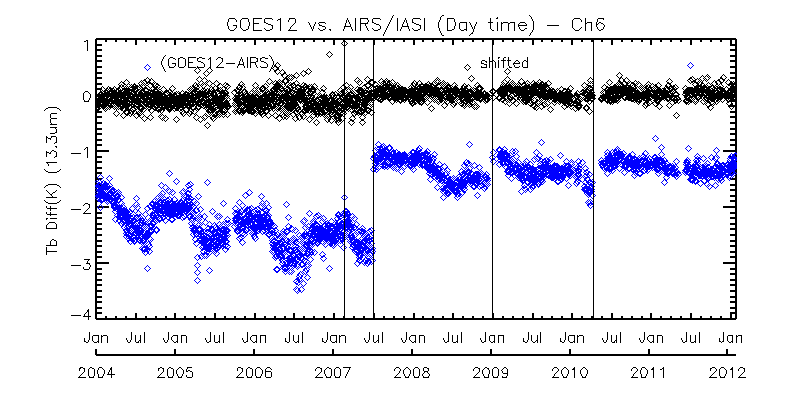 GOES12 vs. AIRS/IASI (Day time) – Ch6
1
(GOES12–AIRS)
shifted
0
−1
−2
−3
−4
Tb Diff(K) (13.3um)
Jan Jul Jan Jul Jan Jul Jan Jul Jan Jul Jan Jul Jan Jul Jan Jul Jan
2004 2005 2006 2007 2008 2009 2010 2011 2012